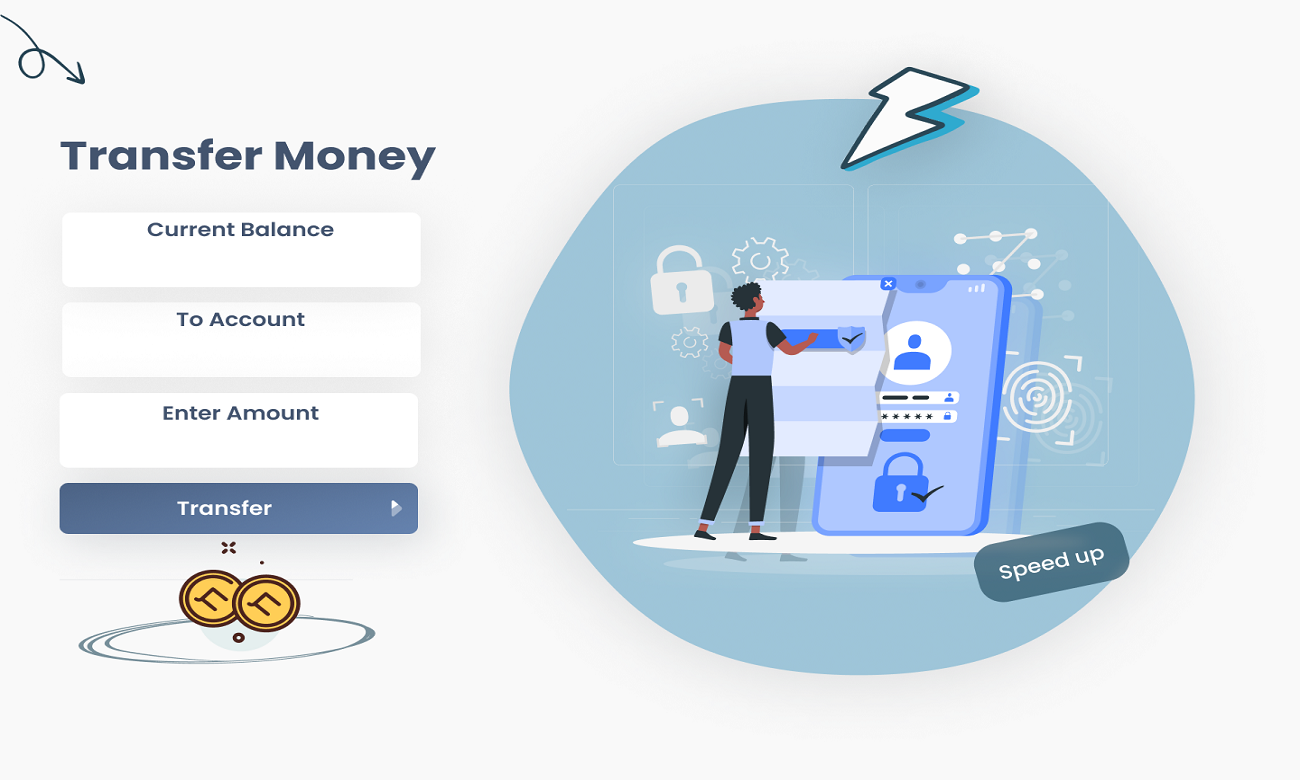 Transfer Money
Current Balance
To Account
Enter Amount
Transfer
*****
Speed up